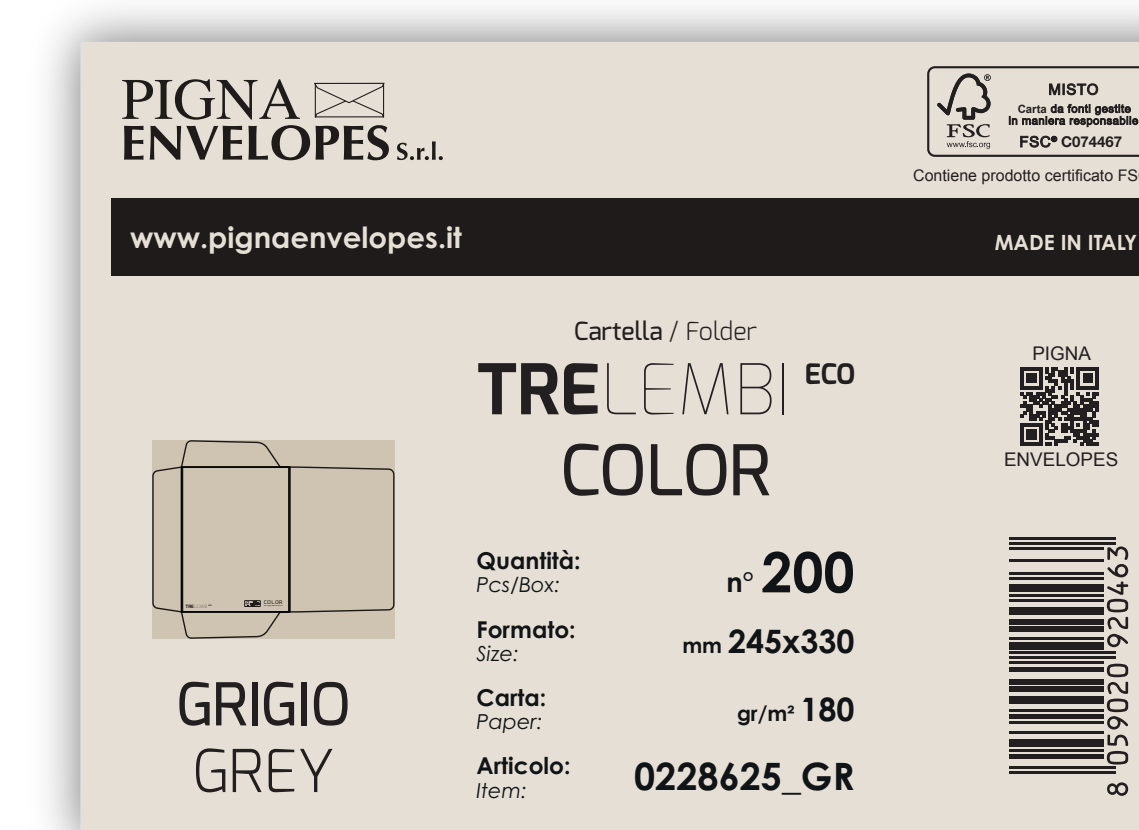 PIGNA
ENVELOPES S.r.l.
FSC
www.fsc.org
MISTO
Carta da fonti gestite
in maniera responsabile
FSC® C074467
Contiene prodotto certificato
www.pignaenvelopes.it
MADE IN ITALY
Cartella / Folder
TRELEMBI ECO
COLOR
PIGNA
ENVELOPES
COLOR
GRIGIO
GREY
Quantità:
Pcs/Box:
n° 200
Formato:
Size:
mm 245x330
Carta:
Paper:
gr/m² 180
Articolo:
Item:
0228625_GR
8 059020 920463